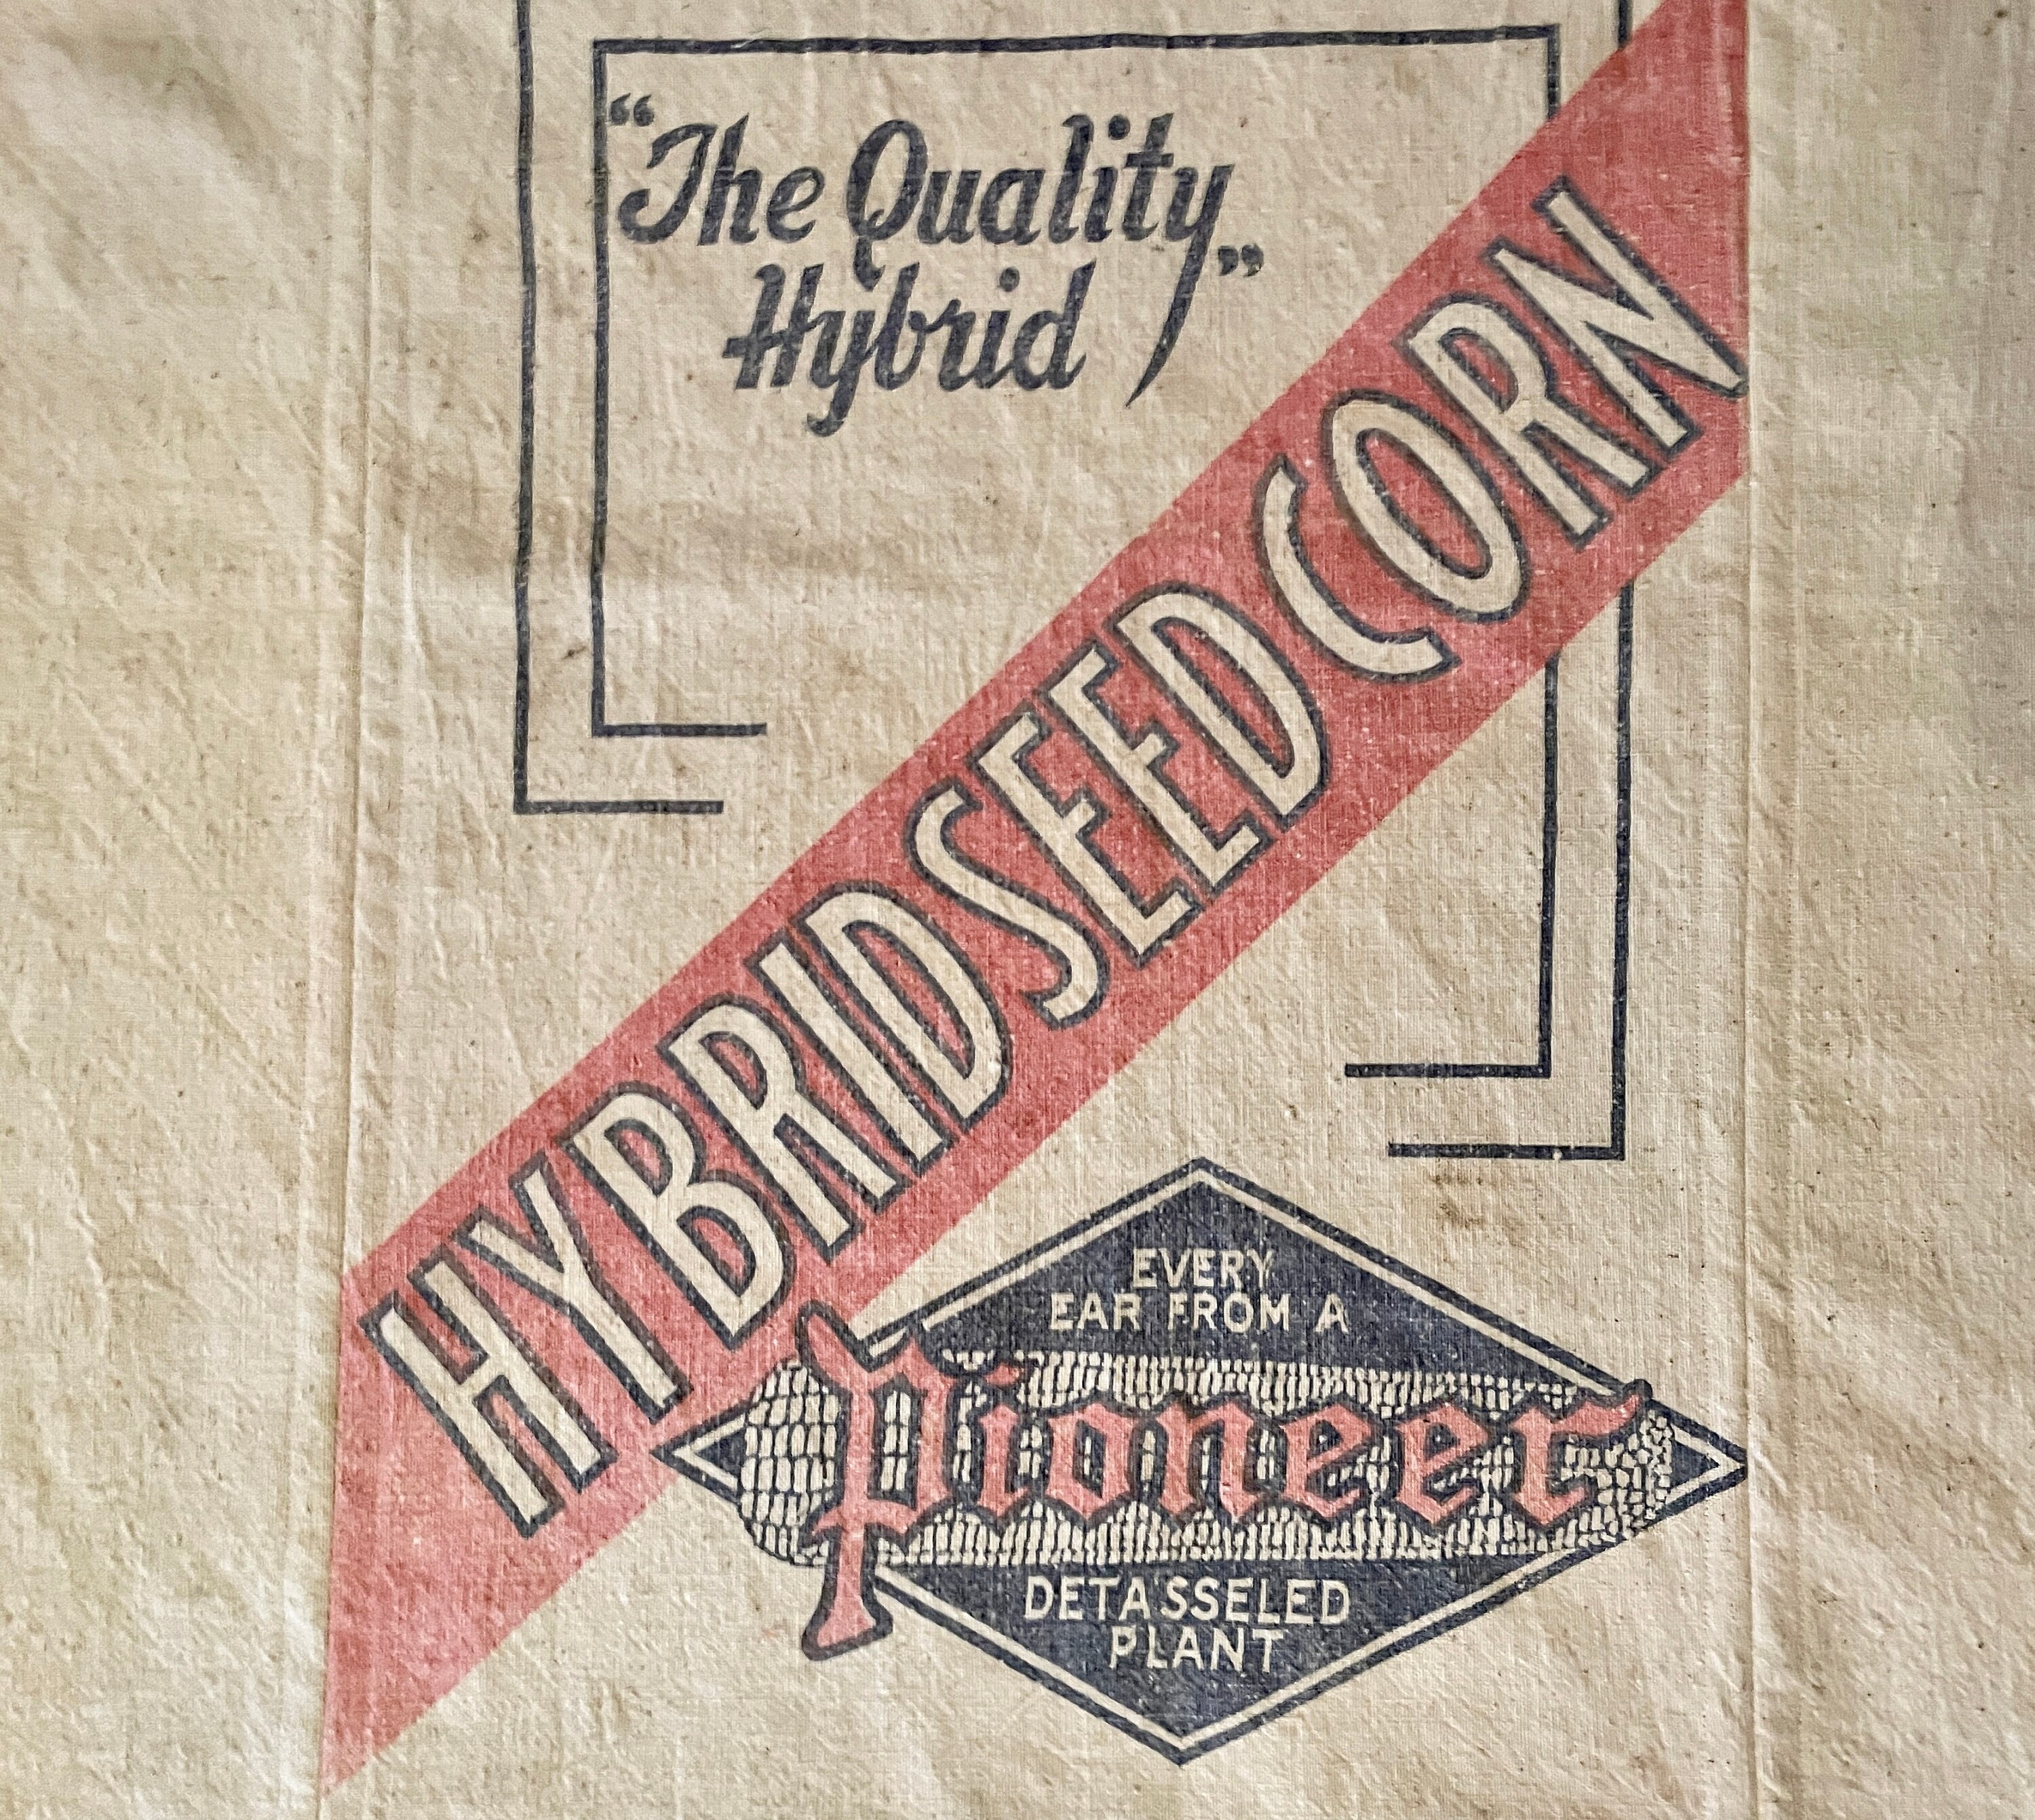 "The Quality
Hybrid"
HYBRID SEED CORN
EVERY
EAR FROM A
Pioneer
DETASSELED
PLANT